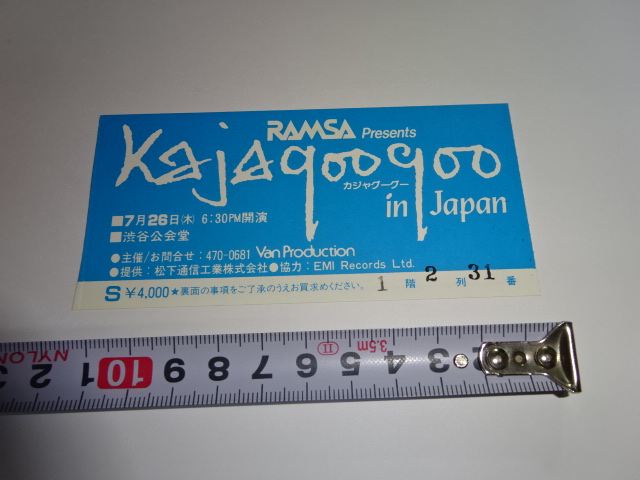 RAMSA Presents
Kajagoogoo
カジャグーグー
in Japan
■7月26日(木) 6:30PM開演
■渋谷公会堂
●主催/お問合せ:470-0681 Van Production
●提供:松下通信工業株式会社●協力:EMI Records Ltd.
S ¥4,000★裏面の事項をご了承のうえお買求めください。 1 階 2 列 31 番
3 2 1 10 9 8 7 6 5 4 3 2
NYLON
II
3.5m